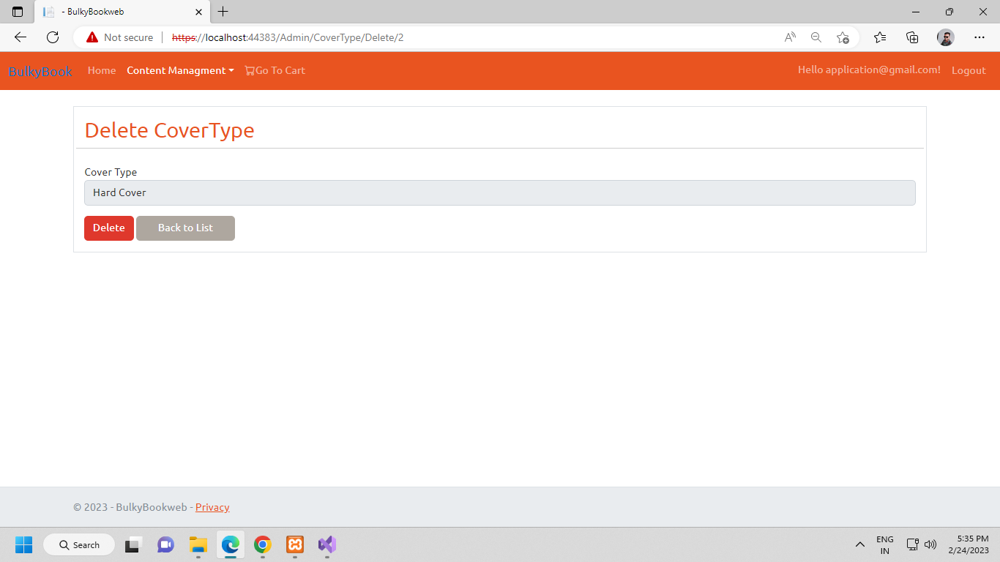 - BulkyBookweb
Not secure https://localhost:44383/Admin/CoverType/Delete/2
BulkyBook Home Content Managment Go To Cart Hello application@gmail.com! Logout
Delete CoverType
Cover Type
Hard Cover
Delete Back to List
© 2023 - BulkyBookweb - Privacy
Search
ENG
IN
5:35 PM
2/24/2023